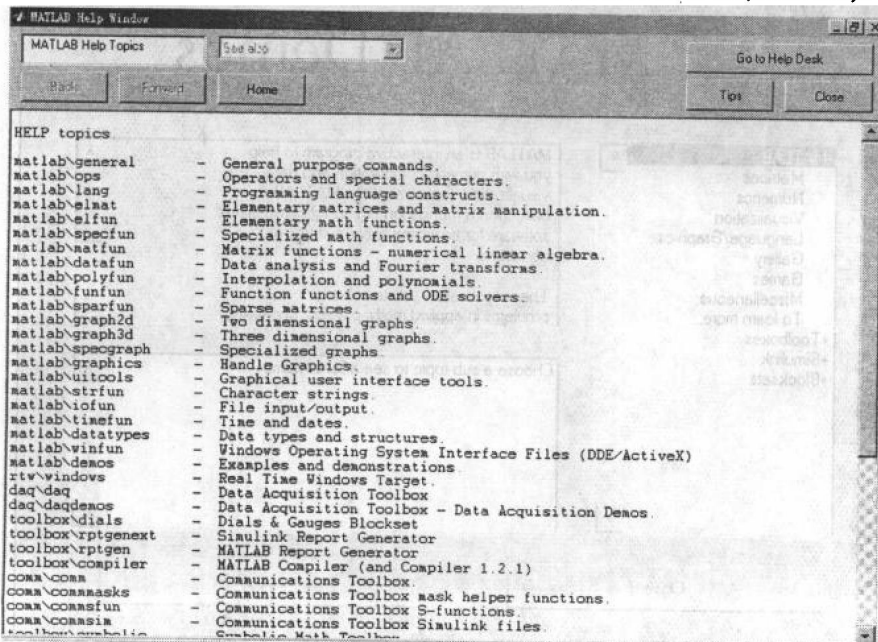 MATLAB Help Window
MATLAB Help Topics
See also
Go to Help Desk
Back
Forward
Home
Tips
Close
HELP topics
matlab\general - General purpose commands.
matlab\ops - Operators and special characters.
matlab\lang - Programming language constructs.
matlab\elmat - Elementary matrices and matrix manipulation.
matlab\elfun - Elementary math functions.
matlab\specfun - Specialized math functions.
matlab\matfun - Matrix functions - numerical linear algebra.
matlab\datafun - Data analysis and Fourier transforms.
matlab\polyfun - Interpolation and polynomials.
matlab\funfun - Function functions and ODE solvers.
matlab\sparfun - Sparse matrices.
matlab\graph2d - Two dimensional graphs.
matlab\graph3d - Three dimensional graphs.
matlab\specgraph - Specialized graphs.
matlab\graphics - Handle Graphics.
matlab\uitools - Graphical user interface tools.
matlab\strfun - Character strings.
matlab\iofun - File input/output.
matlab\timefun - Time and dates.
matlab\datatypes - Data types and structures.
matlab\winfun - Windows Operating System Interface Files (DDE/ActiveX)
matlab\demos - Examples and demonstrations.
rtw\windows - Real Time Windows Target.
daq\daq - Data Acquisition Toolbox
daq\daqdemos - Data Acquisition Toolbox - Data Acquisition Demos.
toolbox\dials - Dials & Gauges Blockset
toolbox\rptgenext - Simulink Report Generator
toolbox\rptgen - MATLAB Report Generator
toolbox\compiler - MATLAB Compiler (and Compiler 1.2.1)
comm\comm - Communications Toolbox.
comm\commmasks - Communications Toolbox mask helper functions.
comm\commsfun - Communications Toolbox S-functions.
comm\commsim - Communications Toolbox Simulink files.
toolbox\symbolic - Symbolic Math Toolbox